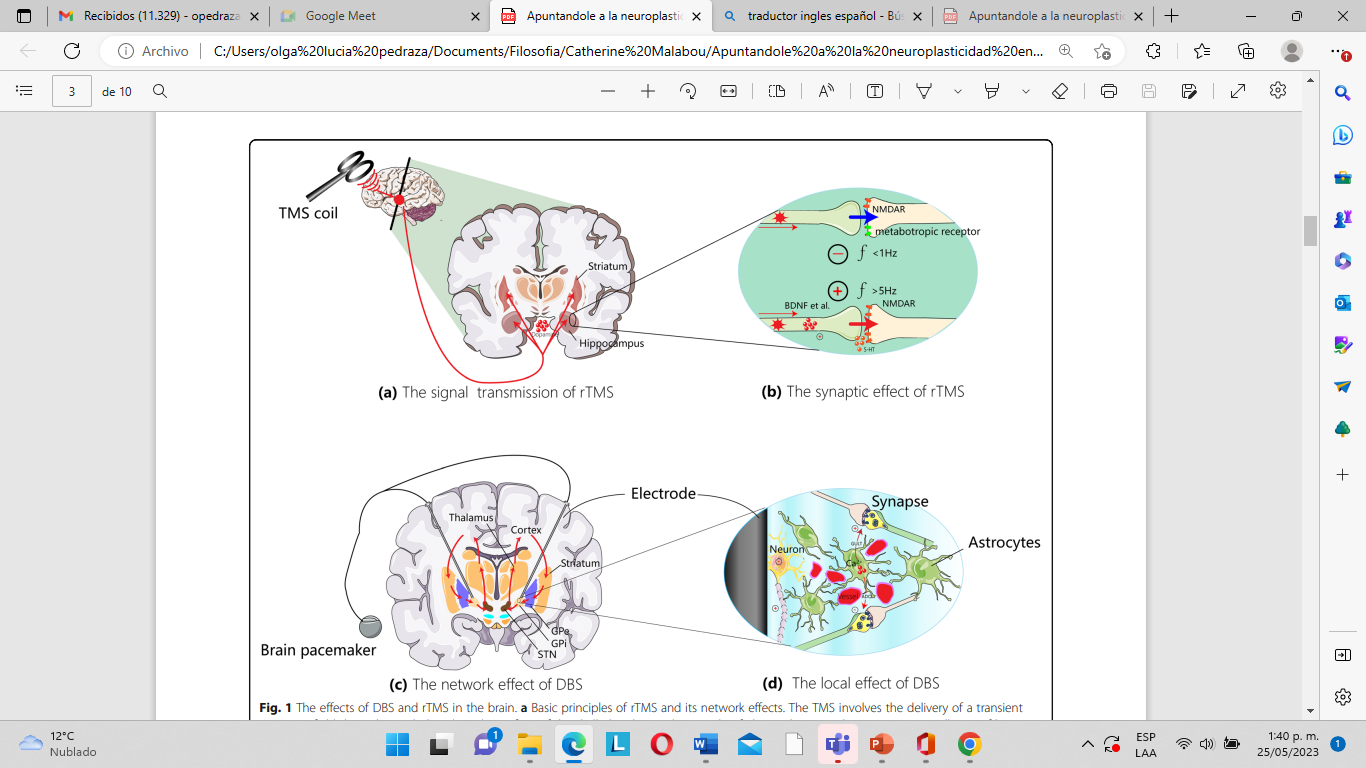 Recibidos (11.329) - opedraza
Google Meet
Apuntandole a la neuroplastic
traductor ingles español - Bús
Apuntandole a la neuroplastic
Archivo
C:/Users/olga%20lucia%20pedraza/Documents/Filosofia/Catherine%20Malabou/Apuntandole%20a%20la%20neuroplasticidad%20en...
3
de 10
TMS coil
Striatum
Dopamine
Hippocampus
NMDAR
metabotropic receptor
f <1Hz
f >5Hz
BDNF et al.
NMDAR
5-HT
(a) The signal transmission of rTMS
(b) The synaptic effect of rTMS
Electrode
Thalamus
Cortex
Striatum
GPe
GPi
STN
Brain pacemaker
Synapse
Neuron
Astrocytes
Vessel
(c) The network effect of DBS
(d) The local effect of DBS
Fig. 1 The effects of DBS and rTMS in the brain. a Basic principles of rTMS and its network effects. The TMS involves the delivery of a transient
12°C
Nublado
1
ESP
LAA
1:40 p. m.
25/05/2023
1